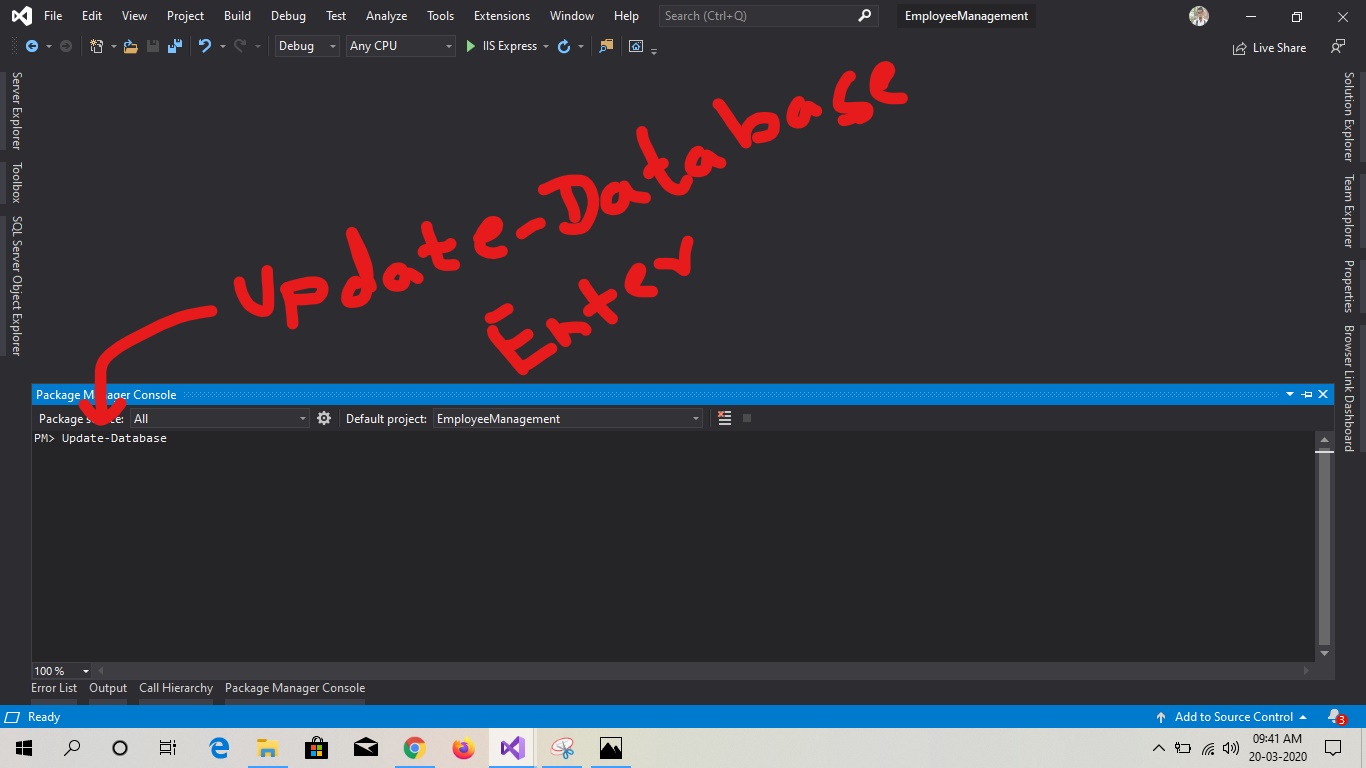 File Edit View Project Build Debug Test Analyze Tools Extensions Window Help Search (Ctrl+Q) EmployeeManagement
Debug Any CPU IIS Express Live Share
Server Explorer
Toolbox
SQL Server Object Explorer
Update-Database
Enter
Solution Explorer
Team Explorer
Properties
Browser Link Dashboard
Package Manager Console
Package s e: All Default project: EmployeeManagement
PM> Update-Database
100 %
Error List Output Call Hierarchy Package Manager Console
Ready Add to Source Control 3
09:41 AM
20-03-2020